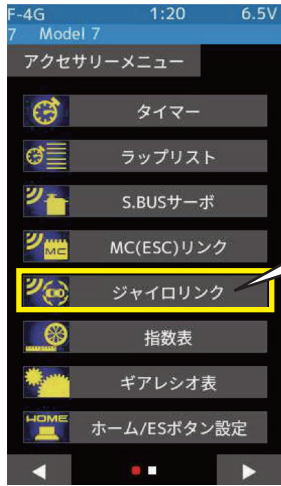 F-4G 1:20 6.5V
7 Model 7
アクセサリーメニュー
タイマー
ラップリスト
S.BUSサーボ
MC MC(ESC)リンク
ジャイロリンク
指数表
ギアレシオ表
HOME ホーム/ESボタン設定